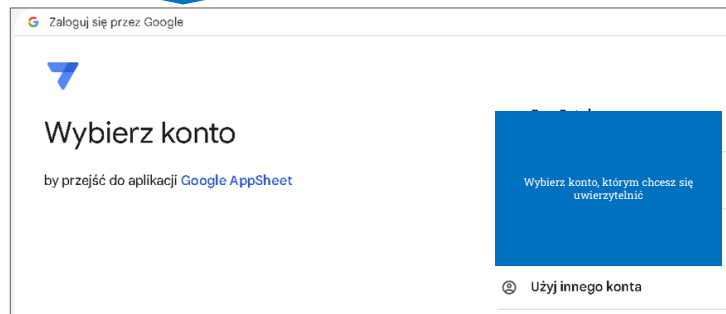 Zaloguj się przez Google
Wybierz konto
by przejść do aplikacji Google AppSheet
Wybierz konto, którym chcesz się
uwierzytelnić
Użyj innego konta